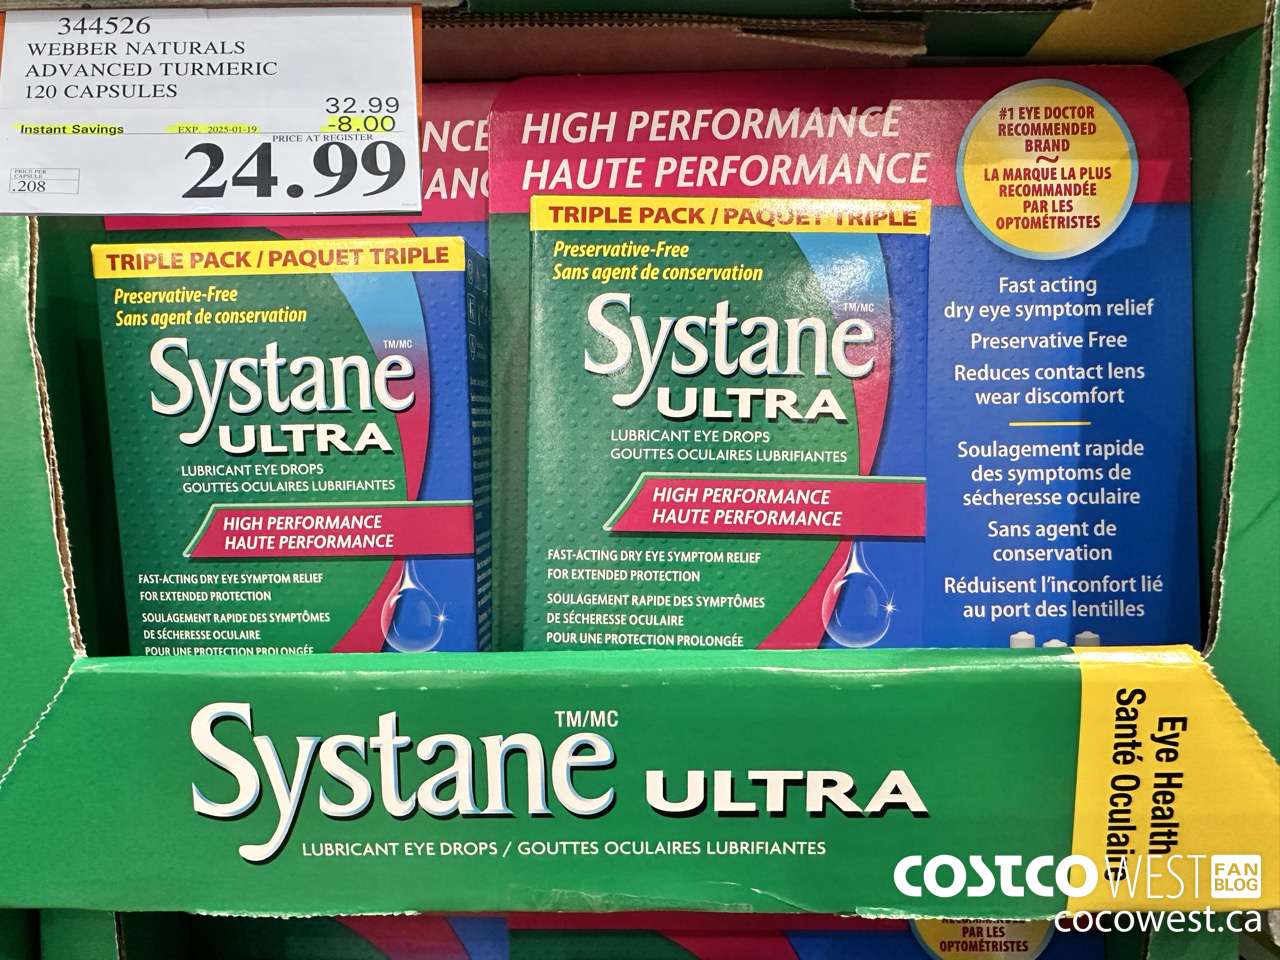 344526
WEBBER NATURALS
ADVANCED TURMERIC
120 CAPSULES
32.99
Instant Savings EXP. 2025-01-19 -8.00
PRICE AT REGISTER
24.99
PRICE PER
CAPSULE
.208
NCE
ANC
HIGH PERFORMANCE
HAUTE PERFORMANCE
#1 EYE DOCTOR
RECOMMENDED
BRAND
~
LA MARQUE LA PLUS
RECOMMANDÉE
PAR LES
OPTOMÉTRISTES
Fast acting
dry eye symptom relief
Preservative Free
Reduces contact lens
wear discomfort
Soulagement rapide
des symptoms de
sécheresse oculaire
Sans agent de
conservation
Réduisent l'inconfort lié
au port des lentilles
TRIPLE PACK / PAQUET TRIPLE
Preservative-Free
Sans agent de conservation
Systane TM/MC
ULTRA
LUBRICANT EYE DROPS
GOUTTES OCULAIRES LUBRIFIANTES
HIGH PERFORMANCE
HAUTE PERFORMANCE
FAST-ACTING DRY EYE SYMPTOM RELIEF
FOR EXTENDED PROTECTION
SOULAGEMENT RAPIDE DES SYMPTÔMES
DE SÉCHERESSE OCULAIRE
POUR UNE PROTECTION PROLONGÉE
TRIPLE PACK / PAQUET TRIPLE
Preservative-Free
Sans agent de conservation
Systane TM/MC
ULTRA
LUBRICANT EYE DROPS
GOUTTES OCULAIRES LUBRIFIANTES
HIGH PERFORMANCE
HAUTE PERFORMANCE
FAST-ACTING DRY EYE SYMPTOM RELIEF
FOR EXTENDED PROTECTION
SOULAGEMENT RAPIDE DES SYMPTÔMES
DE SÉCHERESSE OCULAIRE
POUR UNE PROTECTION PROLONGÉE
Systane TM/MC ULTRA
LUBRICANT EYE DROPS / GOUTTES OCULAIRES LUBRIFIANTES
Eye Health
Santé Oculaire
COSTCO WEST FAN BLOG
cocowest.ca
PAR LES
OPTOMÉTRISTES